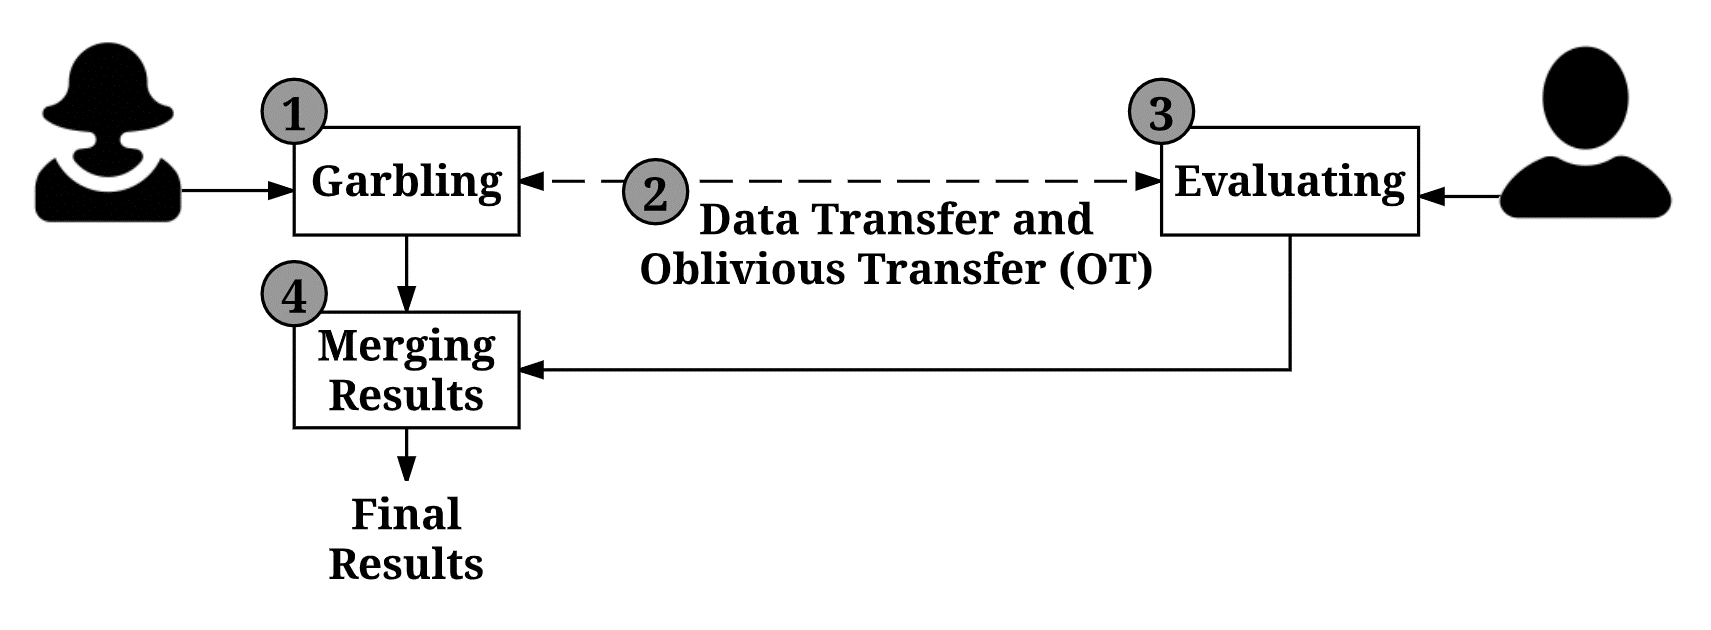 1
Garbling
2
Data Transfer and
Oblivious Transfer (OT)
3
Evaluating
4
Merging
Results
Final
Results